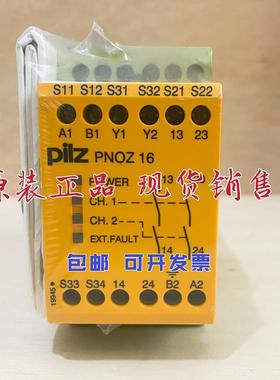 S11 S12 S31 S32 S21 S22
A1 B1 Y1 Y2 13 23
pilz PNOZ 16
POWER 13 24
原装正品 现货销售
CH. 1
CH. 2
EXT.FAULT
14 24
包邮 可开发票
S33 S34 14 24 B2 A2